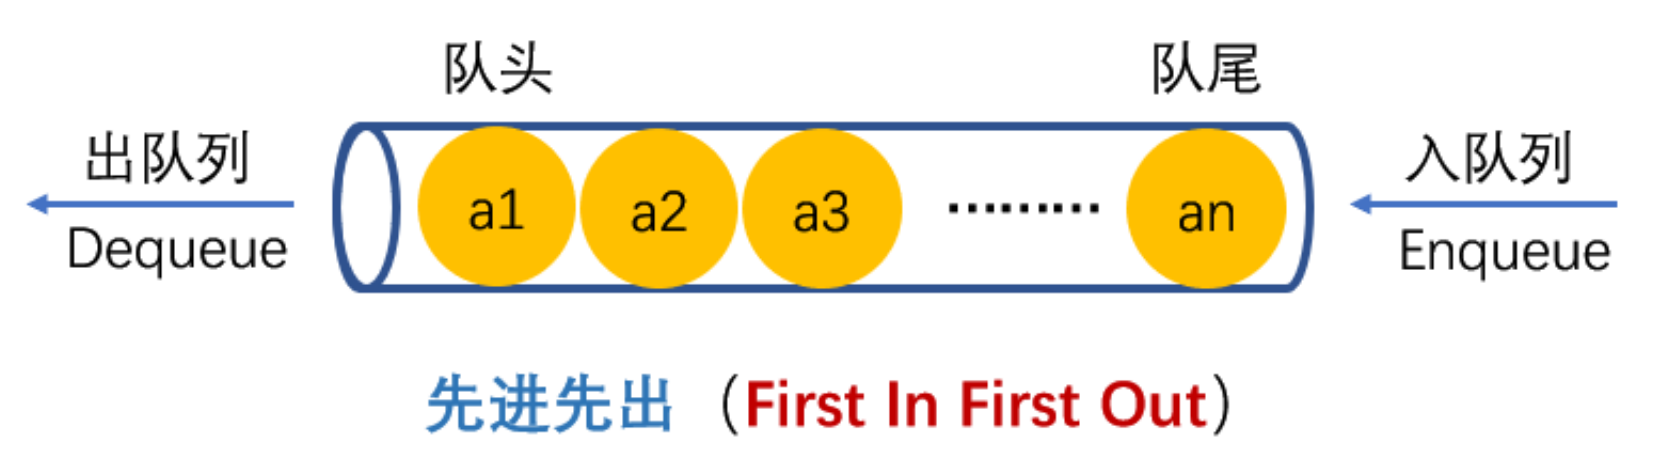 队头
队尾
出队列
入队列
a1 a2 a3 ......... an
Dequeue
Enqueue
先进先出（First In First Out）